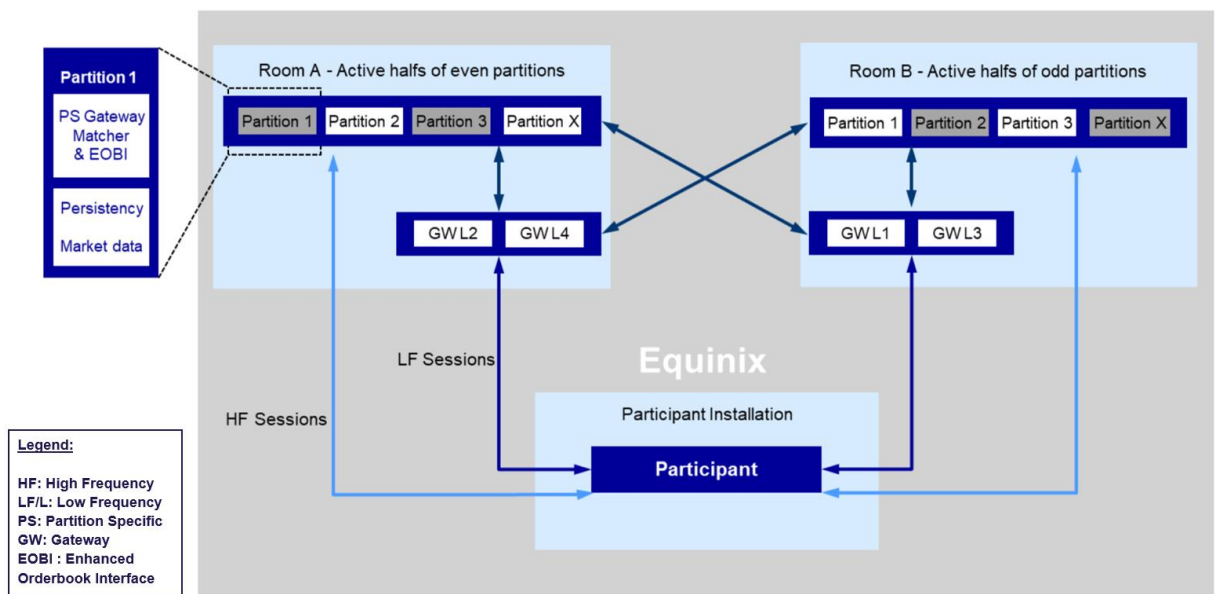 Partition 1
PS Gateway
Matcher
& EOBI
Persistency
Market data
Room A - Active halfs of even partitions
Partition 1
Partition 2
Partition 3
Partition X
GW L2
GW L4
Room B - Active halfs of odd partitions
Partition 1
Partition 2
Partition 3
Partition X
GW L1
GW L3
LF Sessions
HF Sessions
Equinix
Participant Installation
Participant
Legend:
HF: High Frequency
LF/L: Low Frequency
PS: Partition Specific
GW: Gateway
EOBI : Enhanced
Orderbook Interface